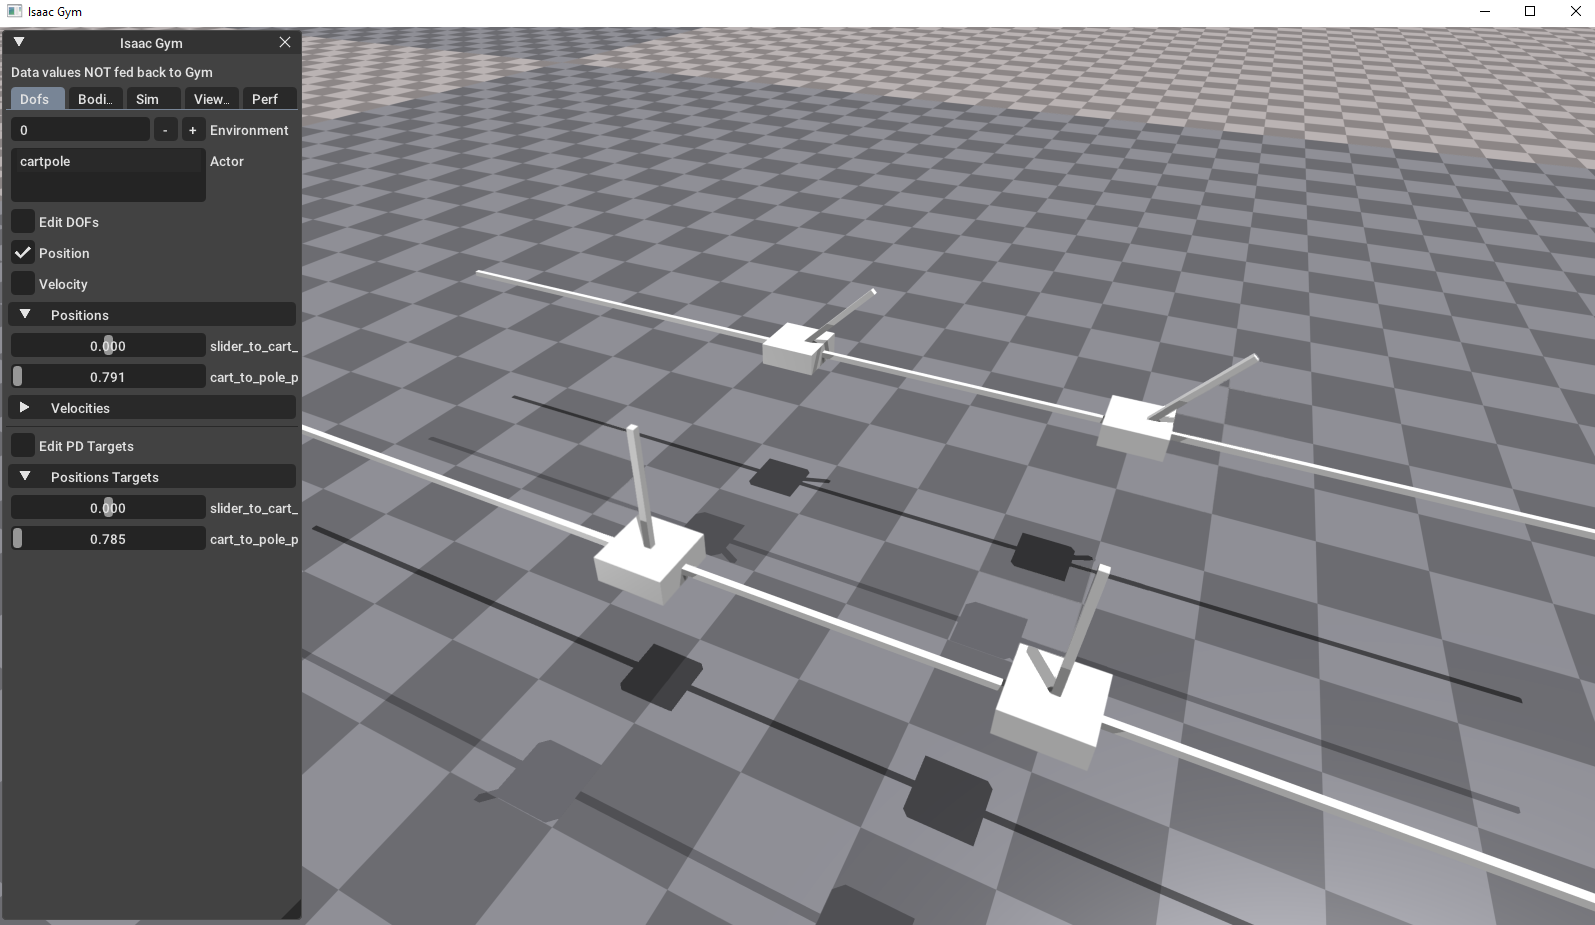 Isaac Gym
Isaac Gym
Data values NOT fed back to Gym
Dofs Bodi... Sim View... Perf
0 - + Environment
cartpole Actor
Edit DOFs
Position
Velocity
Positions
0.000 slider_to_cart_
0.791 cart_to_pole_p
Velocities
Edit PD Targets
Positions Targets
0.000 slider_to_cart_
0.785 cart_to_pole_p